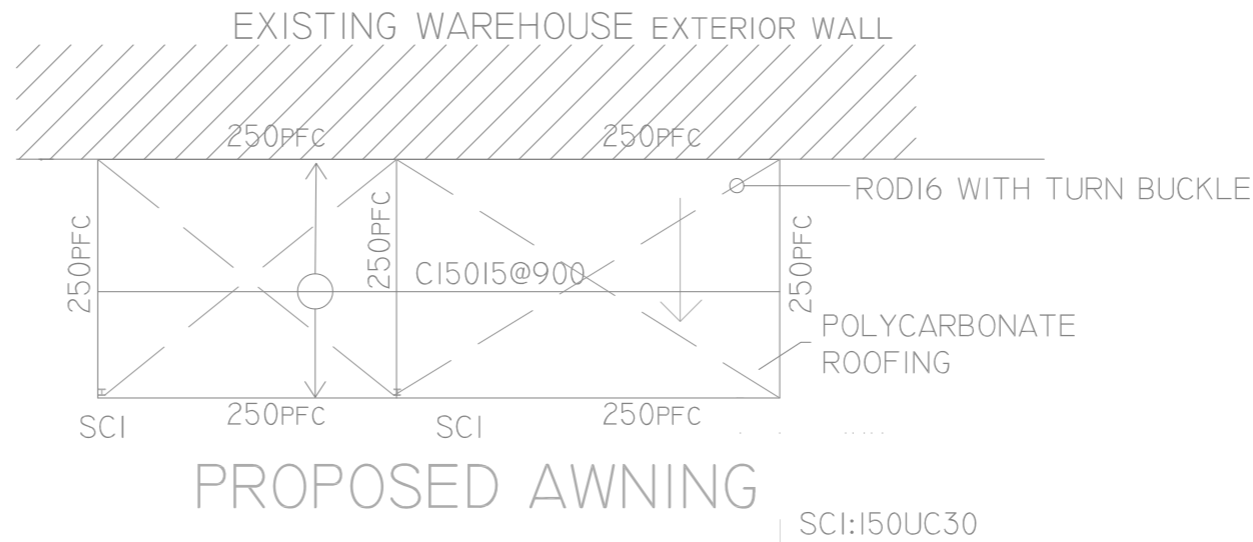 EXISTING WAREHOUSE EXTERIOR WALL
250PFC
250PFC
ROD16 WITH TURN BUCKLE
250PFC
250PFC
250PFC
C15015@900
POLYCARBONATE
ROOFING
250PFC
250PFC
SC1
SC1
PROPOSED AWNING
SC1:150UC30